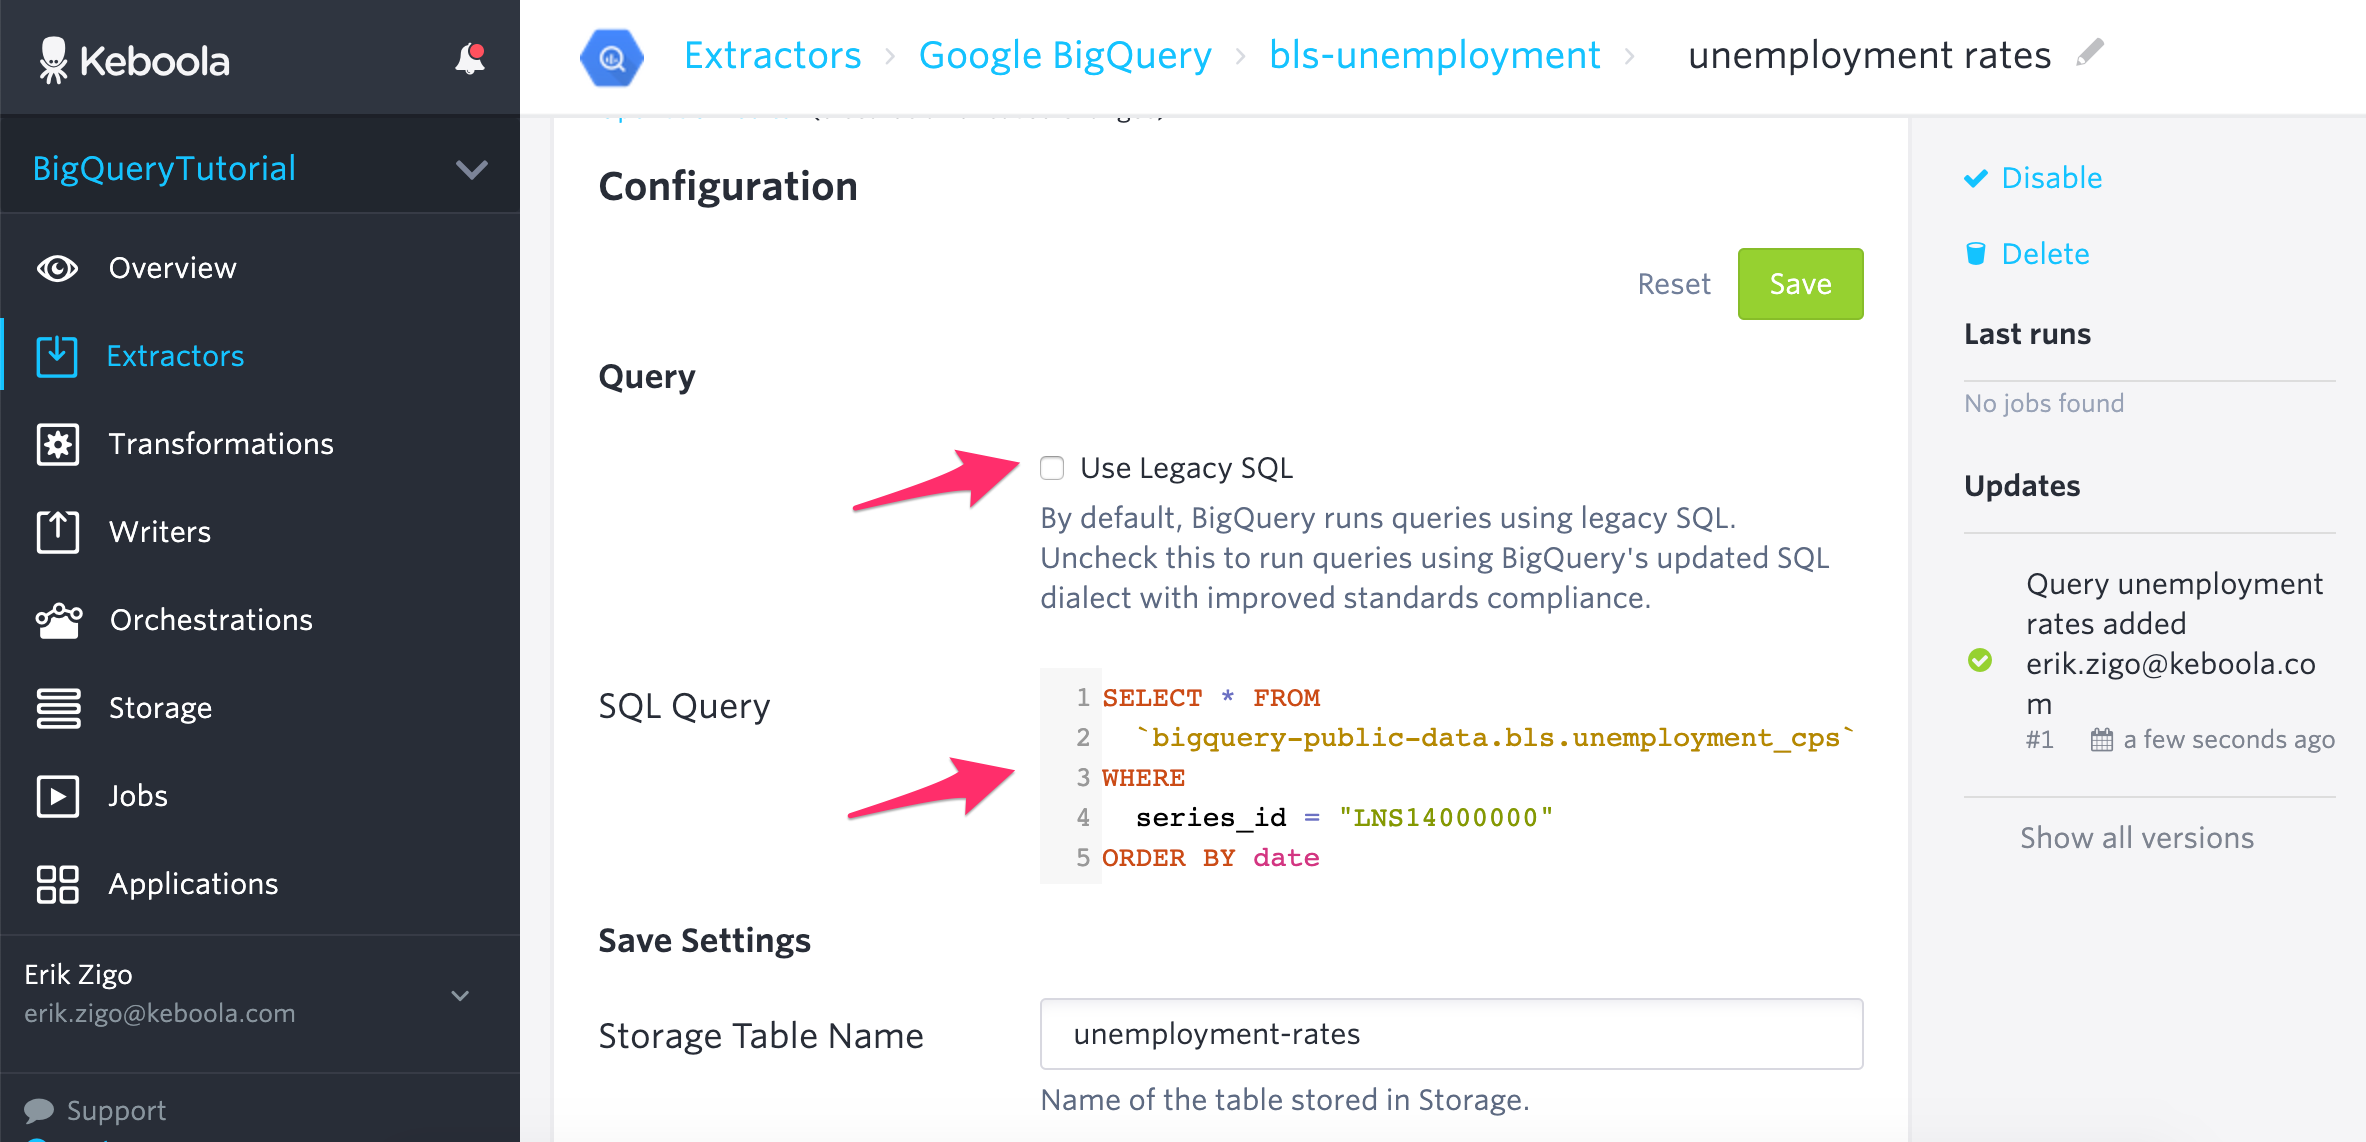 Keboola
BigQueryTutorial
Overview
Extractors
Transformations
Writers
Orchestrations
Storage
Jobs
Applications
Erik Zigo
erik.zigo@keboola.com
Support
Extractors > Google BigQuery > bls-unemployment > unemployment rates
Configuration
Reset
Save
Query
Use Legacy SQL
By default, BigQuery runs queries using legacy SQL.
Uncheck this to run queries using BigQuery's updated SQL
dialect with improved standards compliance.
SQL Query
1 SELECT * FROM
2 `bigquery-public-data.bls.unemployment_cps`
3 WHERE
4 series_id = "LNS14000000"
5 ORDER BY date
Save Settings
Storage Table Name
unemployment-rates
Name of the table stored in Storage.
Disable
Delete
Last runs
No jobs found
Updates
Query unemployment
rates added
erik.zigo@keboola.co
m
#1 a few seconds ago
Show all versions